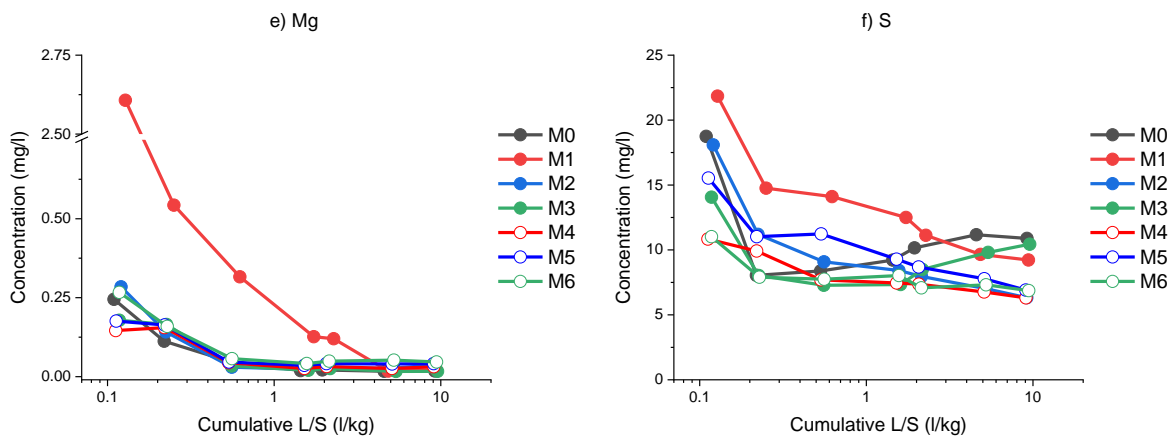 e) Mg
2.75
2.50
0.50
0.25
0.00
Concentration (mg/l)
0.1
1
10
Cumulative L/S (l/kg)
M0
M1
M2
M3
M4
M5
M6
f) S
25
20
15
10
5
0
Concentration (mg/l)
0.1
1
10
Cumulative L/S (l/kg)
M0
M1
M2
M3
M4
M5
M6